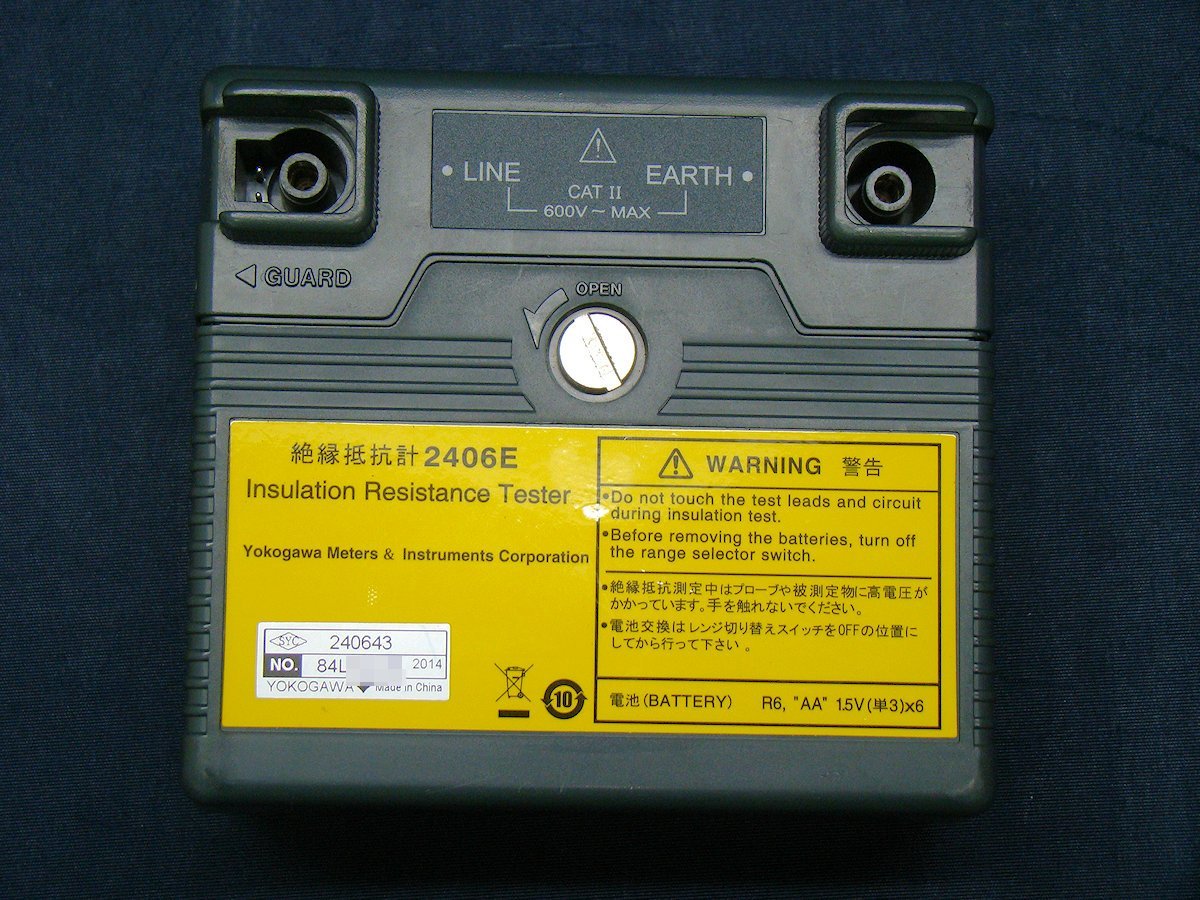 • LINE EARTH •
CAT II
600V ~ MAX
GUARD
OPEN
絶縁抵抗計2406E
Insulation Resistance Tester
Yokogawa Meters & Instruments Corporation
SYC 240643
NO. 84L 2014
YOKOGAWA Made in China
10
WARNING 警告
•Do not touch the test leads and circuit
during insulation test.
•Before removing the batteries, turn off
the range selector switch.
•絶縁抵抗測定中はプローブや被測定物に高電圧が
かかっています。手を触れないでください。
•電池交換はレンジ切り替えスイッチをOFFの位置に
してから行って下さい 。
電池(BATTERY) R6, "AA" 1.5V(単3)x6